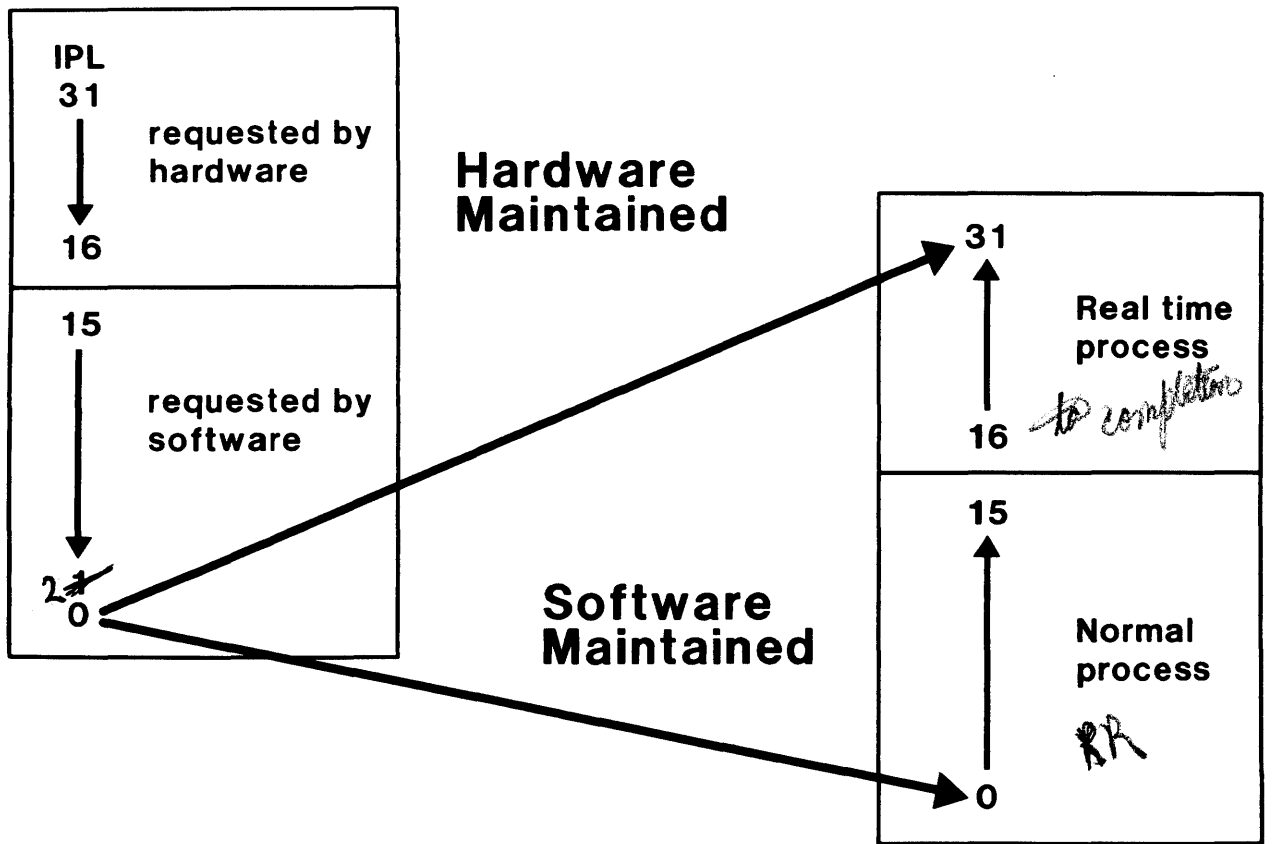 IPL
31
requested by
hardware
16
15
requested by
software
2 1
0
Hardware
Maintained
Software
Maintained
31
Real time
process
to completion
16
15
Normal
process
RR
0